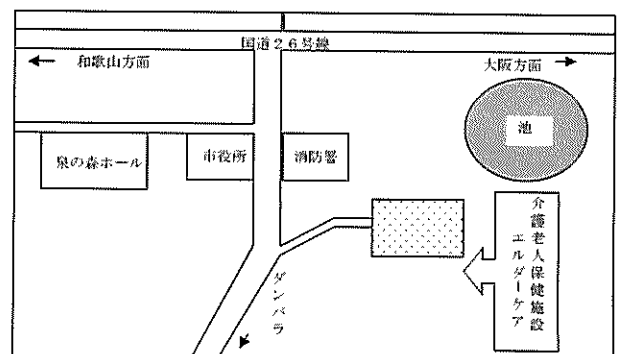 国道26号線
← 和歌山方面
大阪方面 →
池
泉の森ホール
市役所
消防署
介護老人保健施設
エルダーケア
ダンバラ